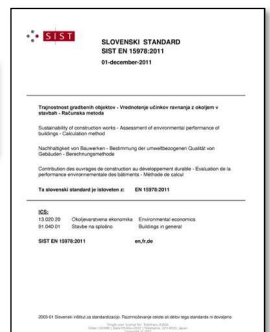 SIST
SLOVENSKI STANDARD
SIST EN 15978:2011
01-december-2011
Trajnostnost gradbenih objektov - Vrednotenje učinkov ravnanja z okoljem v
stavbah - Računska metoda
Sustainability of construction works - Assessment of environmental performance of
buildings - Calculation method
Nachhaltigkeit von Bauwerken - Bestimmung der umweltbezogenen Qualität von
Gebäuden - Berechnungsmethode
Contribution des ouvrages de construction au développement durable - Evaluation de la
performance environnementale des bâtiments - Méthode de calcul
Ta slovenski standard je istoveten z: EN 15978:2011
ICS:
13.020.20 Okoljevarstvena ekonomika Environmental economics
91.040.01 Stavbe na splošno Buildings in general
SIST EN 15978:2011 en,fr,de